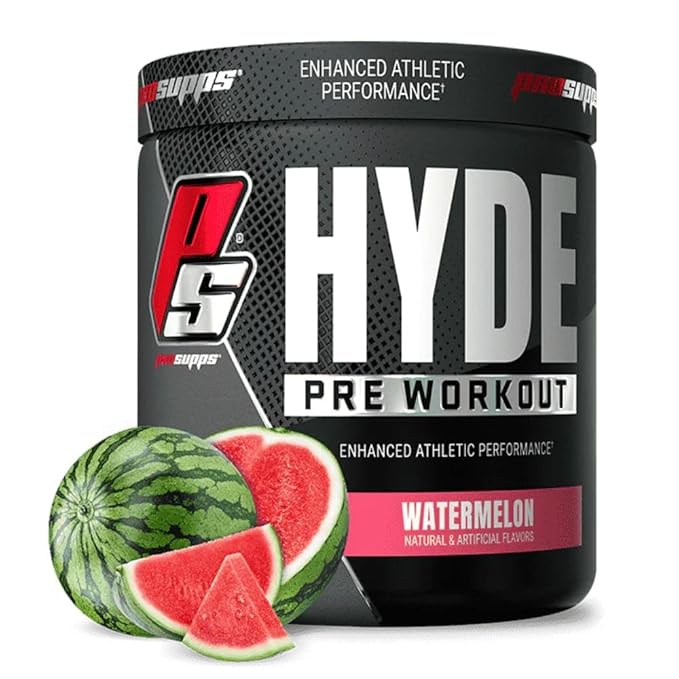 PROSUPPS®
ENHANCED ATHLETIC
PERFORMANCE†
PROSUPPS
PS®
PROSUPPS®
HYDE
PRE WORKOUT
ENHANCED ATHLETIC PERFORMANCE†
WATERMELON
NATURAL & ARTIFICIAL FLAVORS